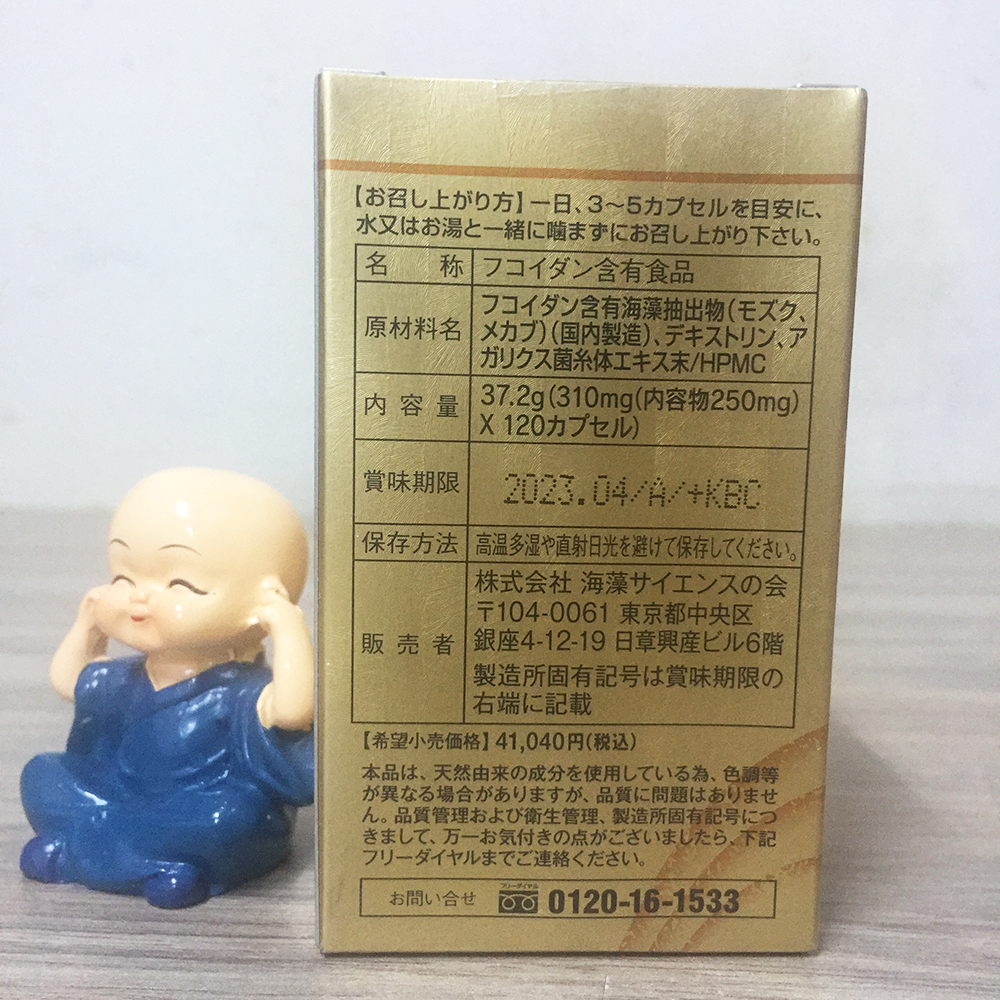 【お召し上がり方】一日、3〜5カプセルを目安に、
水又はお湯と一緒に噛まずにお召し上がり下さい。
名 称 フコイダン含有食品
原材料名 フコイダン含有海藻抽出物(モズク、
メカブ)(国内製造)、デキストリン、ア
ガリクス菌糸体エキス末/HPMC
内容量 37.2g(310mg(内容物250mg)
X 120カプセル)
賞味期限 2023.04/A/+KBC
保存方法 高温多湿や直射日光を避けて保存してください。
販売者 株式会社 海藻サイエンスの会
〒104-0061 東京都中央区
銀座4-12-19 日章興産ビル6階
製造所固有記号は賞味期限の
右端に記載
【希望小売価格】41,040円(税込)
本品は、天然由来の成分を使用している為、色調等
が異なる場合がありますが、品質に問題はありませ
ん。品質管理および衛生管理、製造所固有記号につ
きまして、万一お気付きの点がございましたら、下記
フリーダイヤルまでご連絡ください。
お問い合せ フリーダイヤル 0120-16-1533